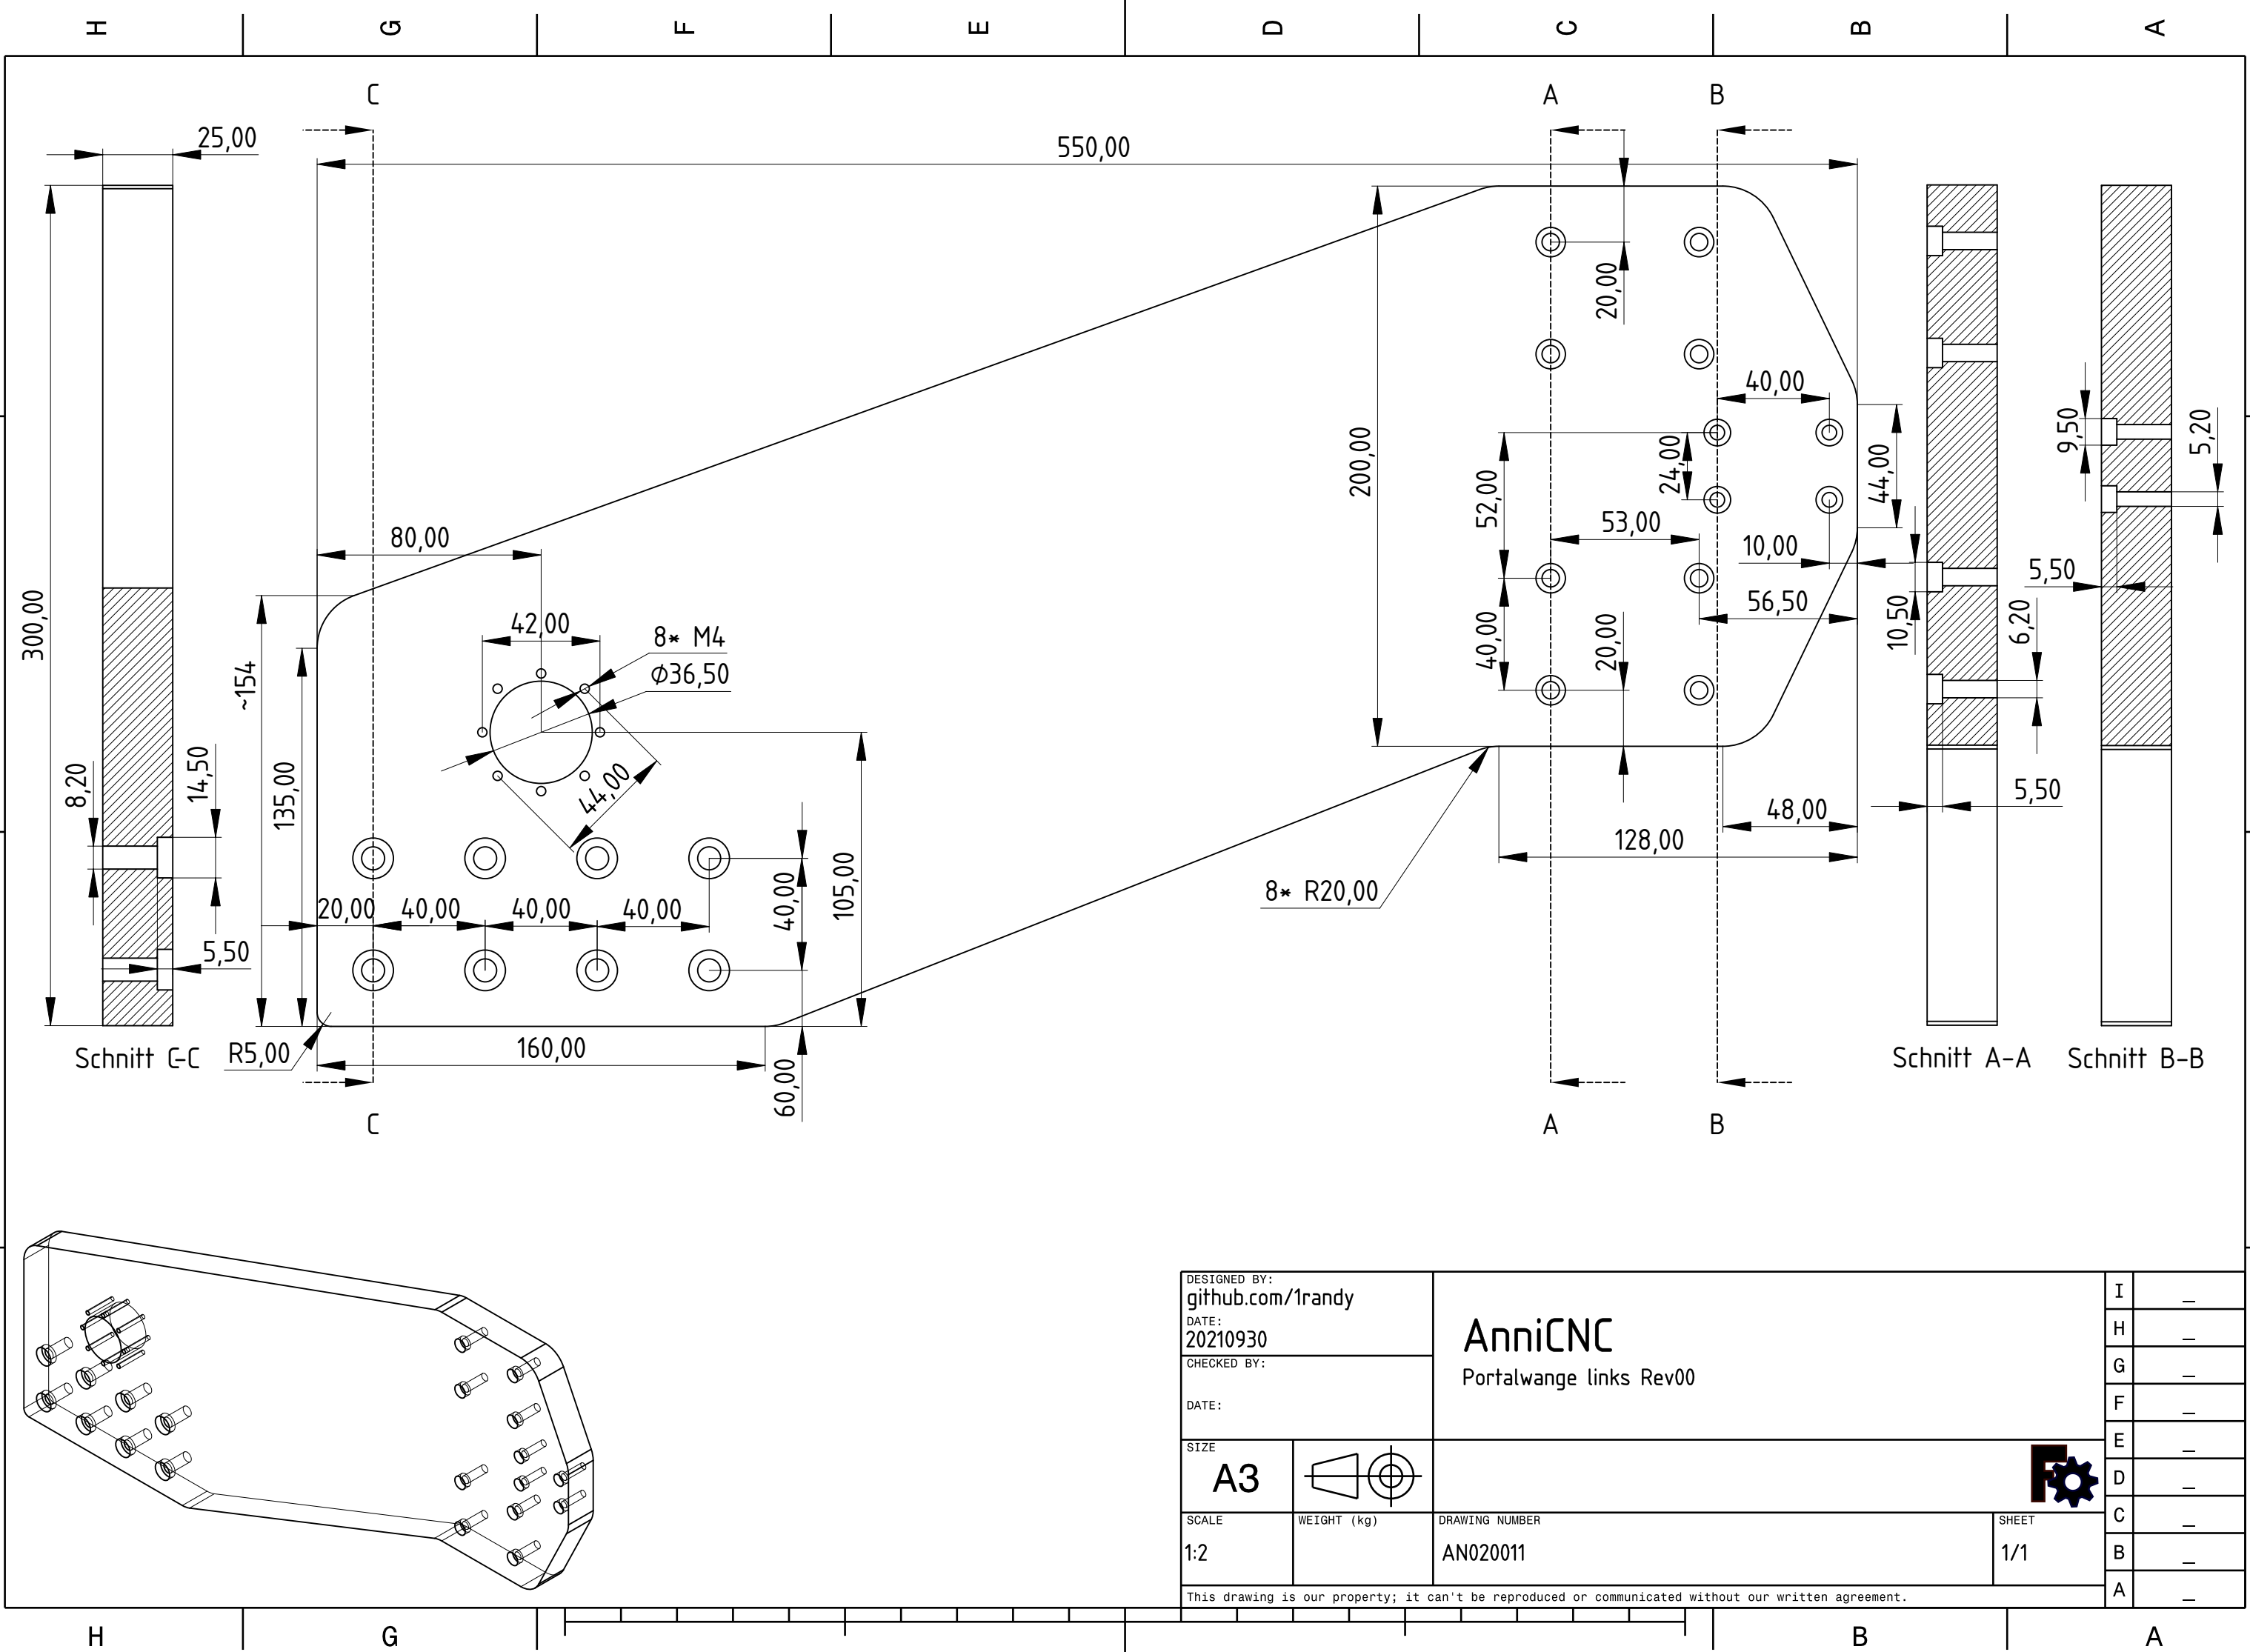 H G F E D C B A
C A B
25,00
550,00
300,00
20,00
200,00
40,00
52,00
24,00
44,00
53,00
10,00
56,50
40,00
20,00
10,50
6,20
5,50
9,50
5,20
5,50
80,00
~154
135,00
42,00
8* M4
Ø36,50
44,00
8,20
14,50
5,50
20,00 40,00 40,00 40,00
40,00
105,00
60,00
48,00
128,00
8* R20,00
R5,00
160,00
Schnitt C-C
Schnitt A-A
Schnitt B-B
C A B
DESIGNED BY:
github.com/1randy
DATE:
20210930
CHECKED BY:
DATE:
AnniCNC
Portalwange links Rev00
SIZE
A3
SCALE
1:2
WEIGHT (kg)
DRAWING NUMBER
AN020011
SHEET
1/1
This drawing is our property; it can't be reproduced or communicated without our written agreement.
I _
H _
G _
F _
E _
D _
C _
B _
A _
H G B A